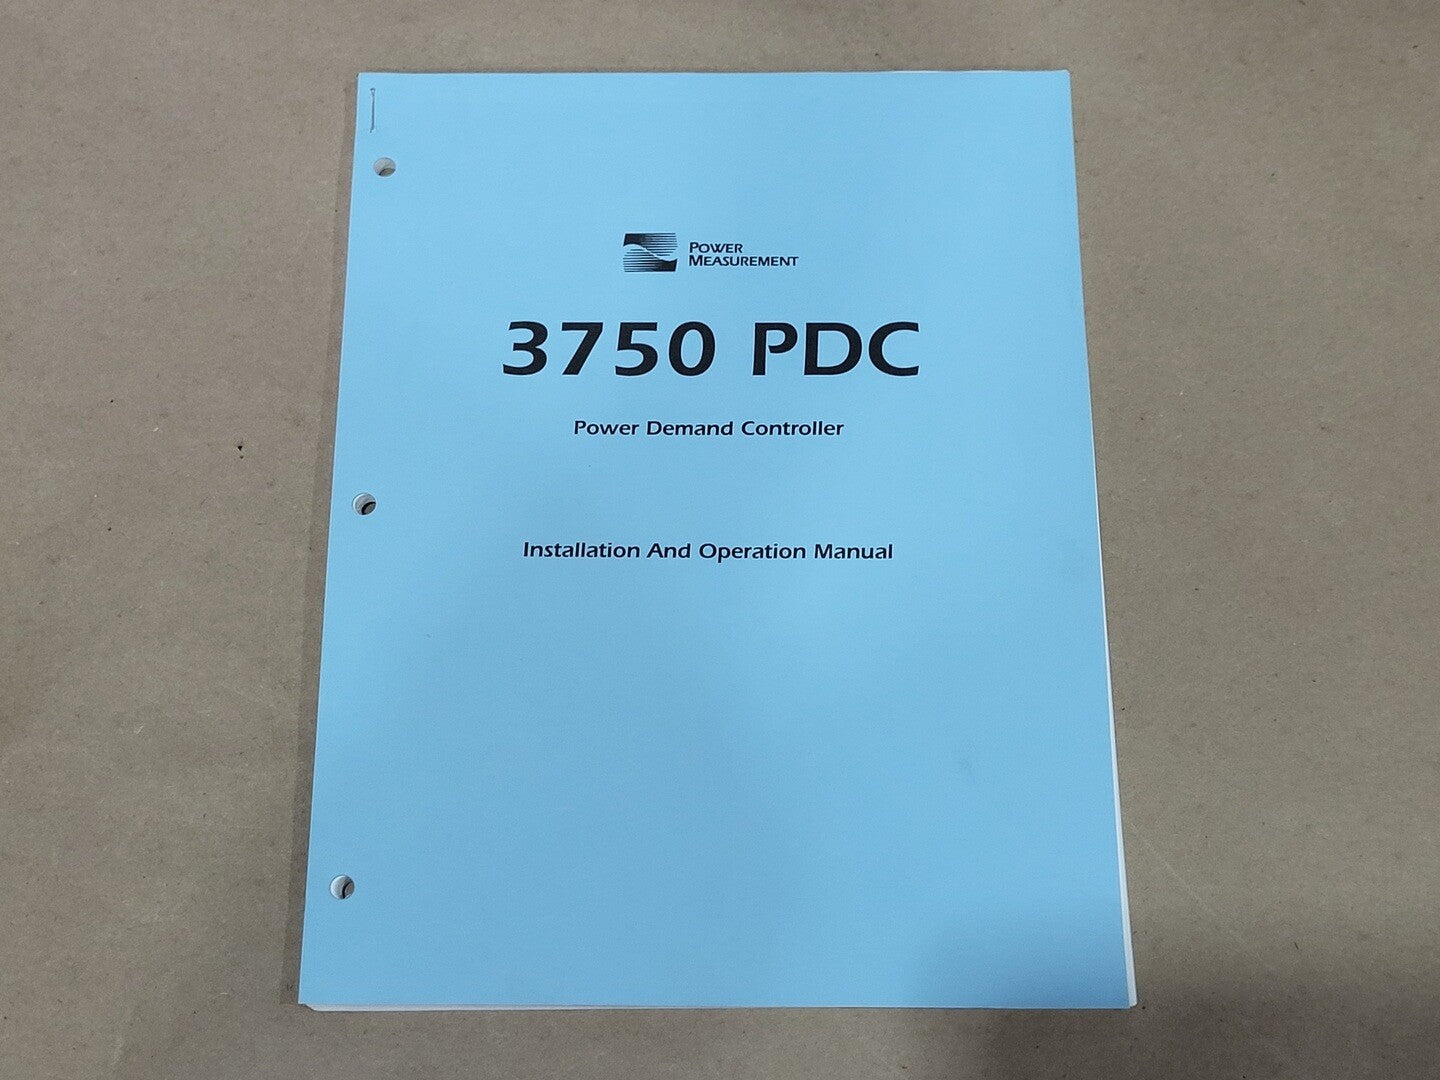 POWER
MEASUREMENT
3750 PDC
Power Demand Controller
Installation And Operation Manual